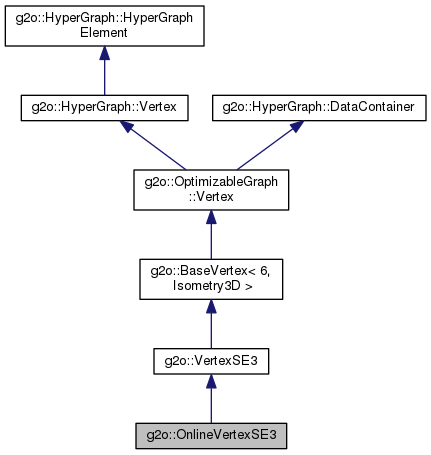 g2o::HyperGraph::HyperGraph
Element
g2o::HyperGraph::Vertex
g2o::HyperGraph::DataContainer
g2o::OptimizableGraph
::Vertex
g2o::BaseVertex< 6,
Isometry3D >
g2o::VertexSE3
g2o::OnlineVertexSE3